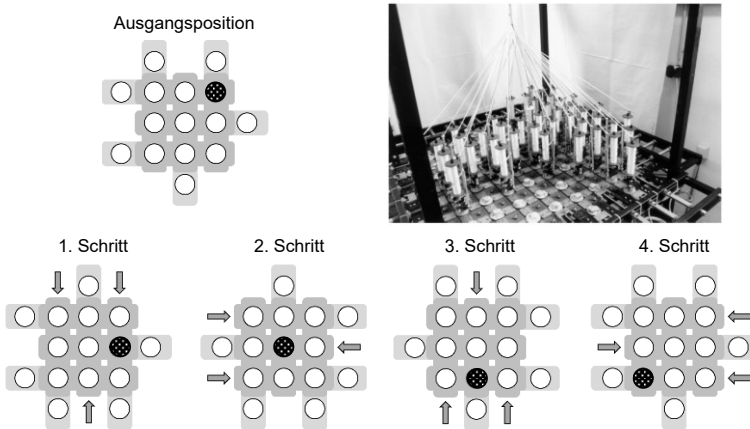 Ausgangsposition
1. Schritt
2. Schritt
3. Schritt
4. Schritt